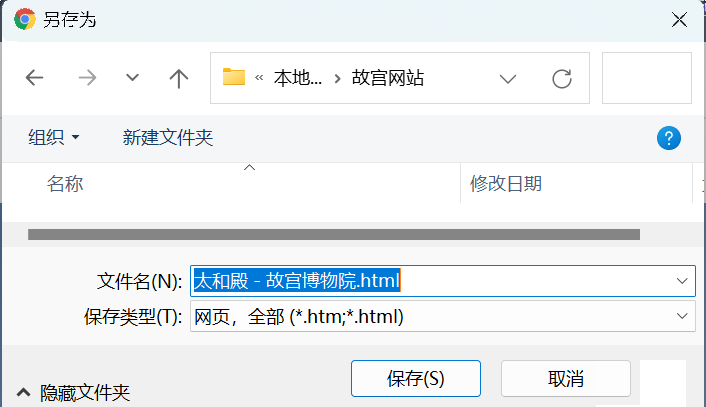 另存为
« 本地... › 故宫网站
组织 新建文件夹 ?
名称 修改日期
文件名(N): 太和殿 - 故宫博物院.html
保存类型(T): 网页，全部 (*.htm;*.html)
隐藏文件夹 保存(S) 取消